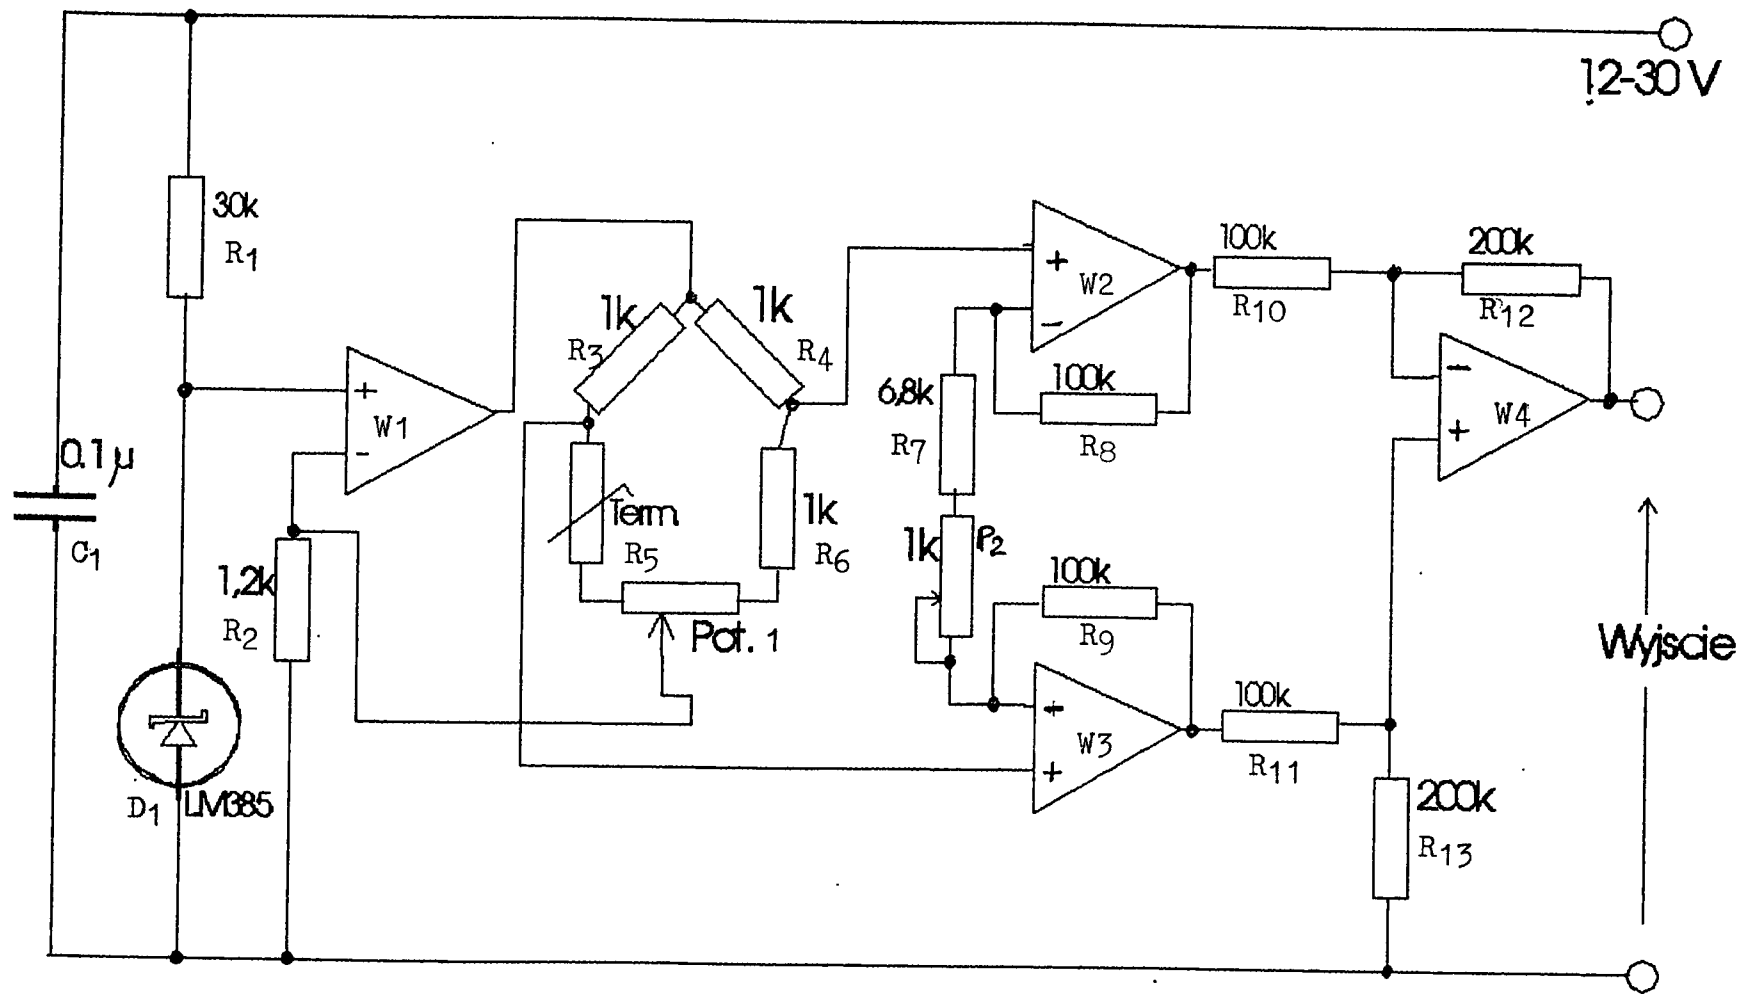 12-30 V
30k
R1
0.1 µ
C1
+
W1
-
1,2k
R2
D1
LM385
1k
R3
1k
R4
Term.
R5
1k
R6
Pot. 1
+
W2
-
6,8k
R7
100k
R8
1k
P2
100k
R9
+
W3
+
100k
R10
200k
R12
-
W4
+
100k
R11
200k
R13
Wyjscie